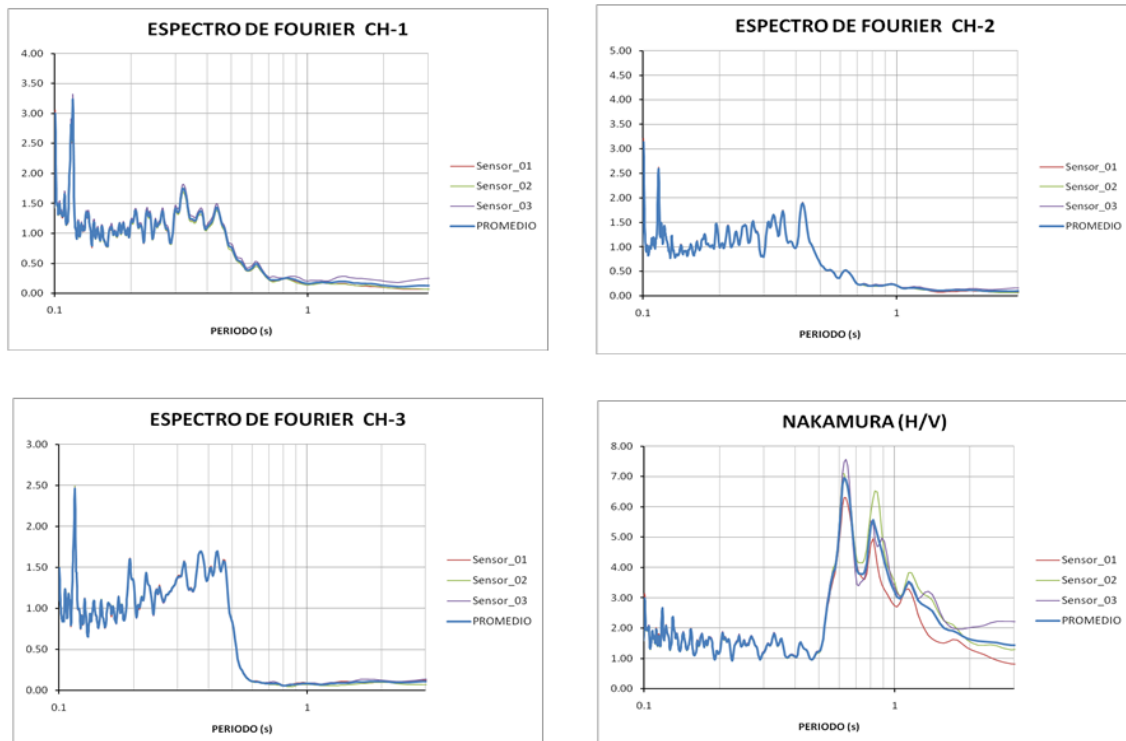 ESPECTRO DE FOURIER CH-1
4.00
3.50
3.00
2.50
2.00
1.50
1.00
0.50
0.00
0.1
1
PERIODO (s)
Sensor_01
Sensor_02
Sensor_03
PROMEDIO
ESPECTRO DE FOURIER CH-2
5.00
4.50
4.00
3.50
3.00
2.50
2.00
1.50
1.00
0.50
0.00
0.1
1
PERIODO (s)
Sensor_01
Sensor_02
Sensor_03
PROMEDIO
ESPECTRO DE FOURIER CH-3
3.00
2.50
2.00
1.50
1.00
0.50
0.00
0.1
1
PERIODO (s)
Sensor_01
Sensor_02
Sensor_03
PROMEDIO
NAKAMURA (H/V)
8.00
7.00
6.00
5.00
4.00
3.00
2.00
1.00
0.00
0.1
1
PERIODO (s)
Sensor_01
Sensor_02
Sensor_03
PROMEDIO